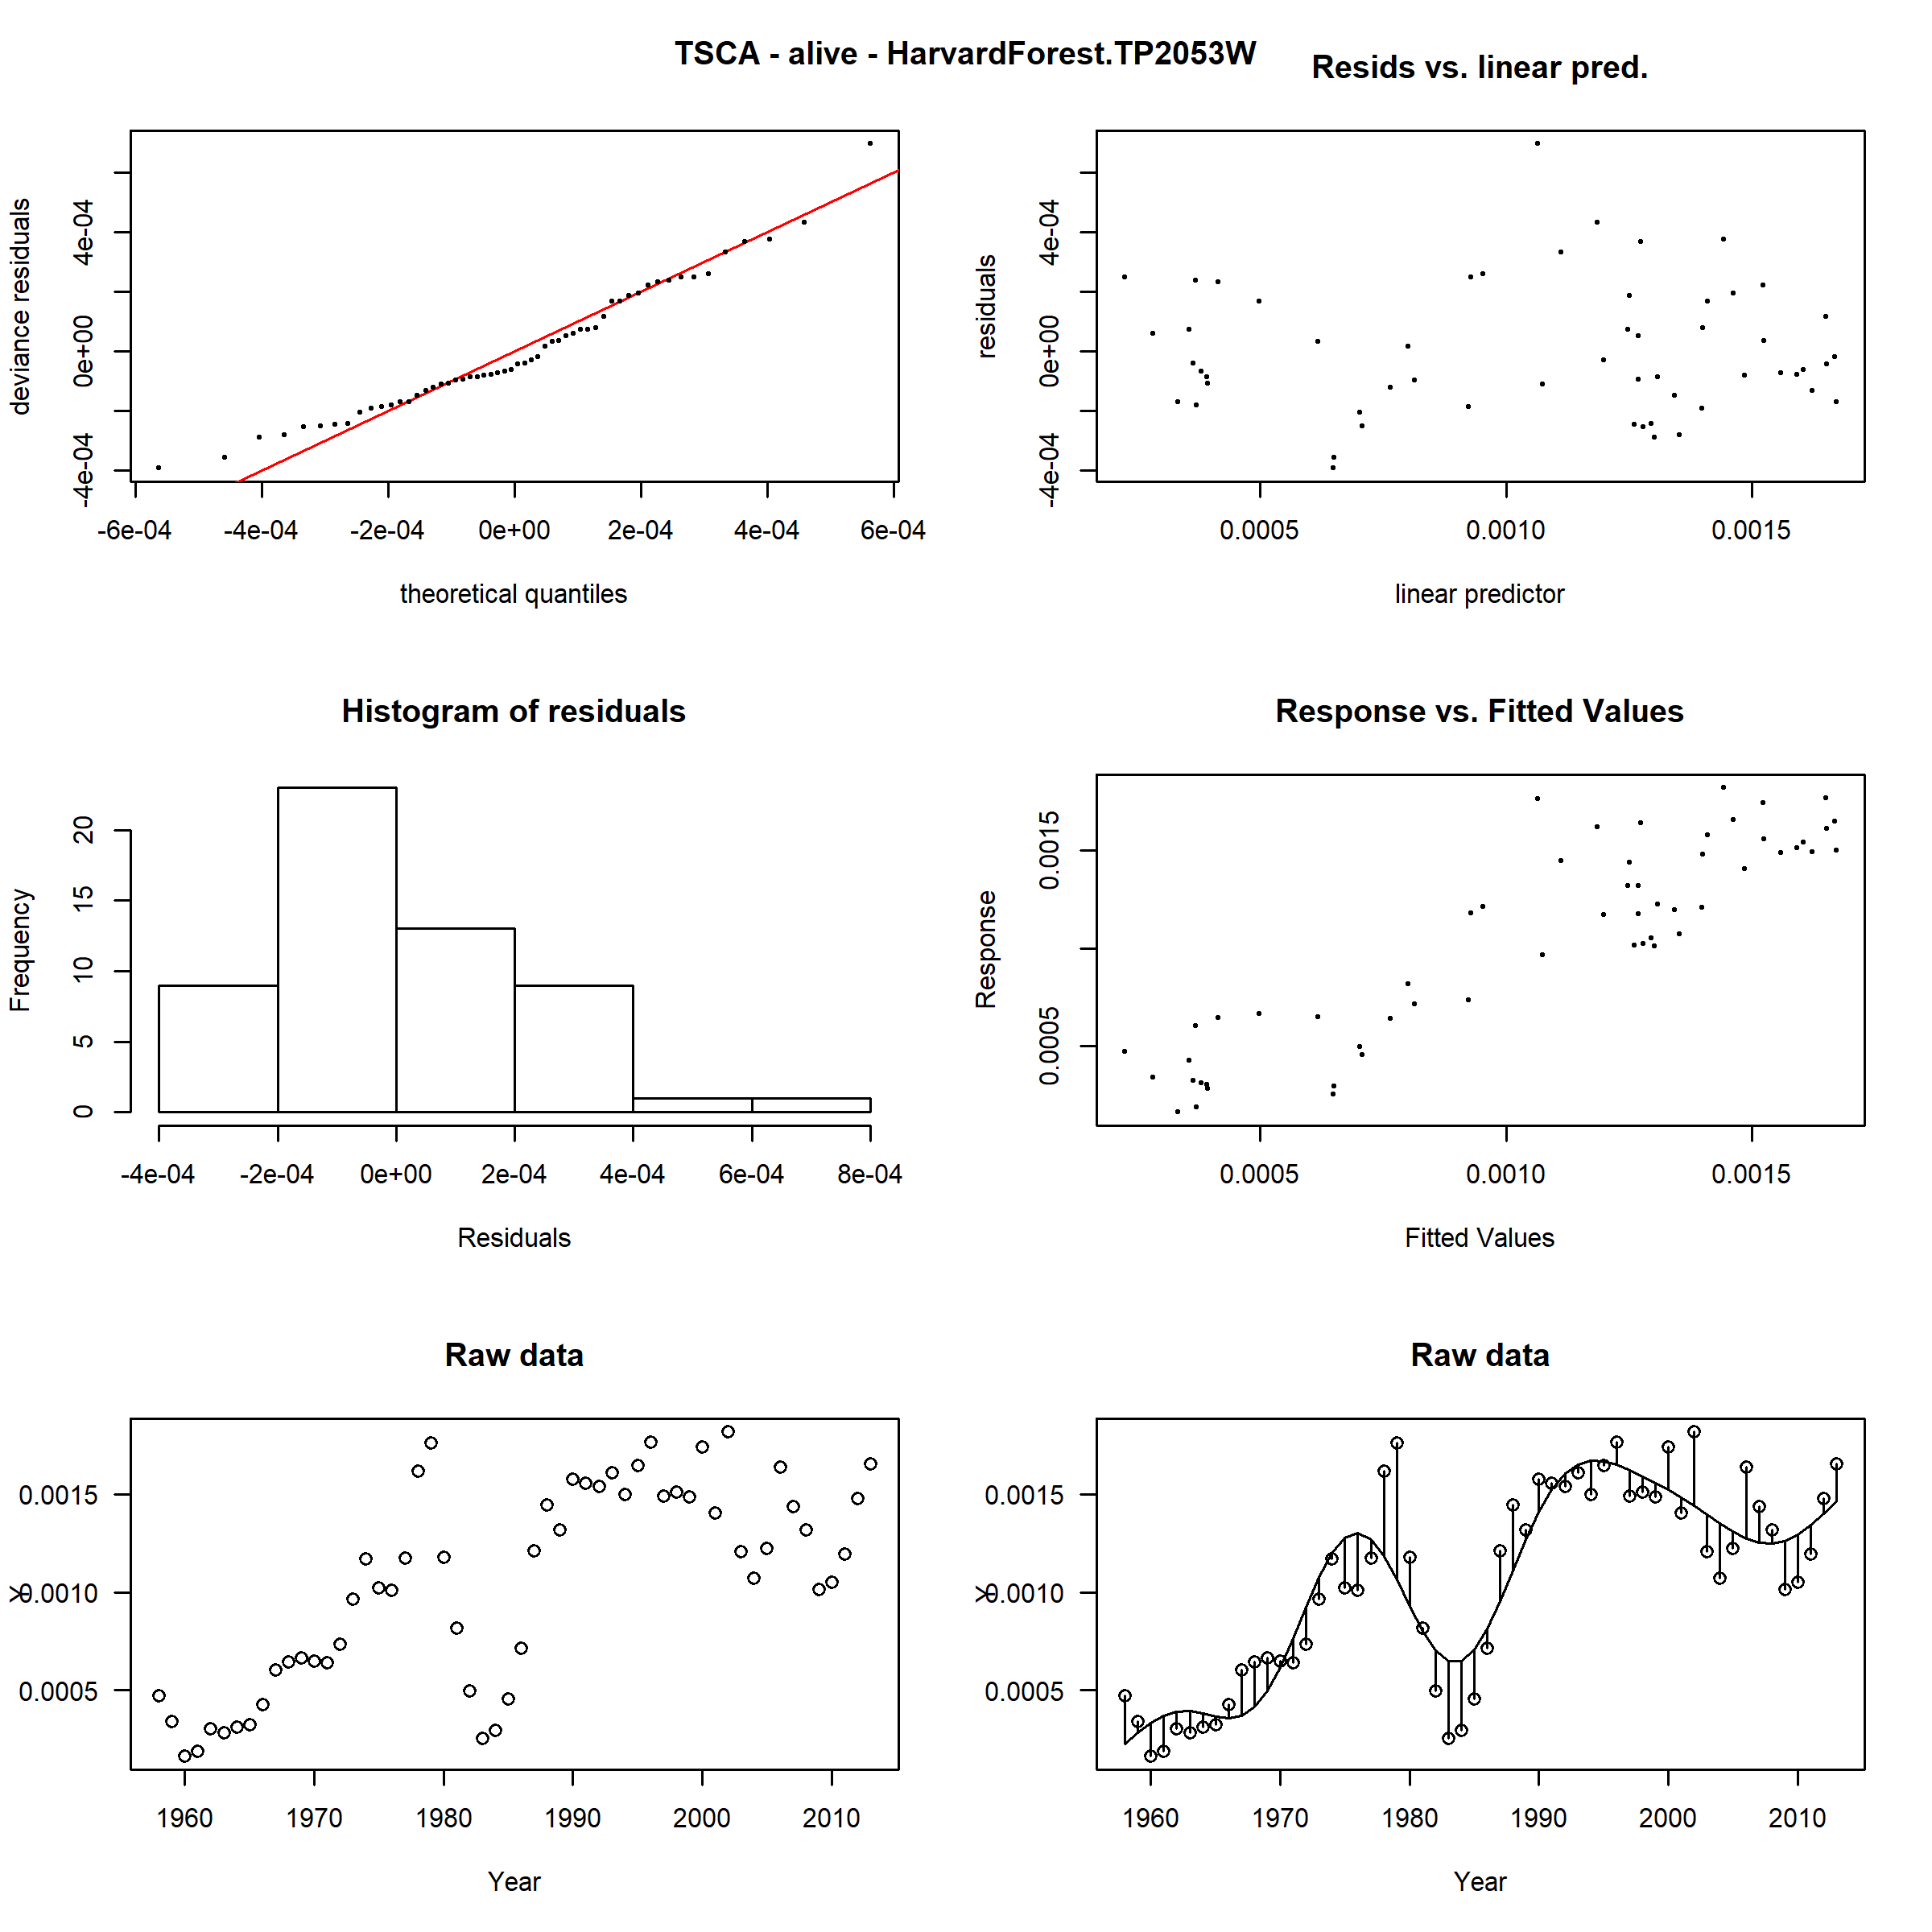 TSCA - alive - HarvardForest.TP2053W
Resids vs. linear pred.
deviance residuals
-4e-04 0e+00 4e-04
-6e-04 -4e-04 -2e-04 0e+00 2e-04 4e-04 6e-04
theoretical quantiles
residuals
-4e-04 0e+00 4e-04
0.0005 0.0010 0.0015
linear predictor
Histogram of residuals
Frequency
0 5 10 15 20
-4e-04 -2e-04 0e+00 2e-04 4e-04 6e-04 8e-04
Residuals
Response vs. Fitted Values
Response
0.0005 0.0015
0.0005 0.0010 0.0015
Fitted Values
Raw data
0.0015
0.0010
0.0005
1960 1970 1980 1990 2000 2010
Year
Raw data
0.0015
0.0010
0.0005
1960 1970 1980 1990 2000 2010
Year